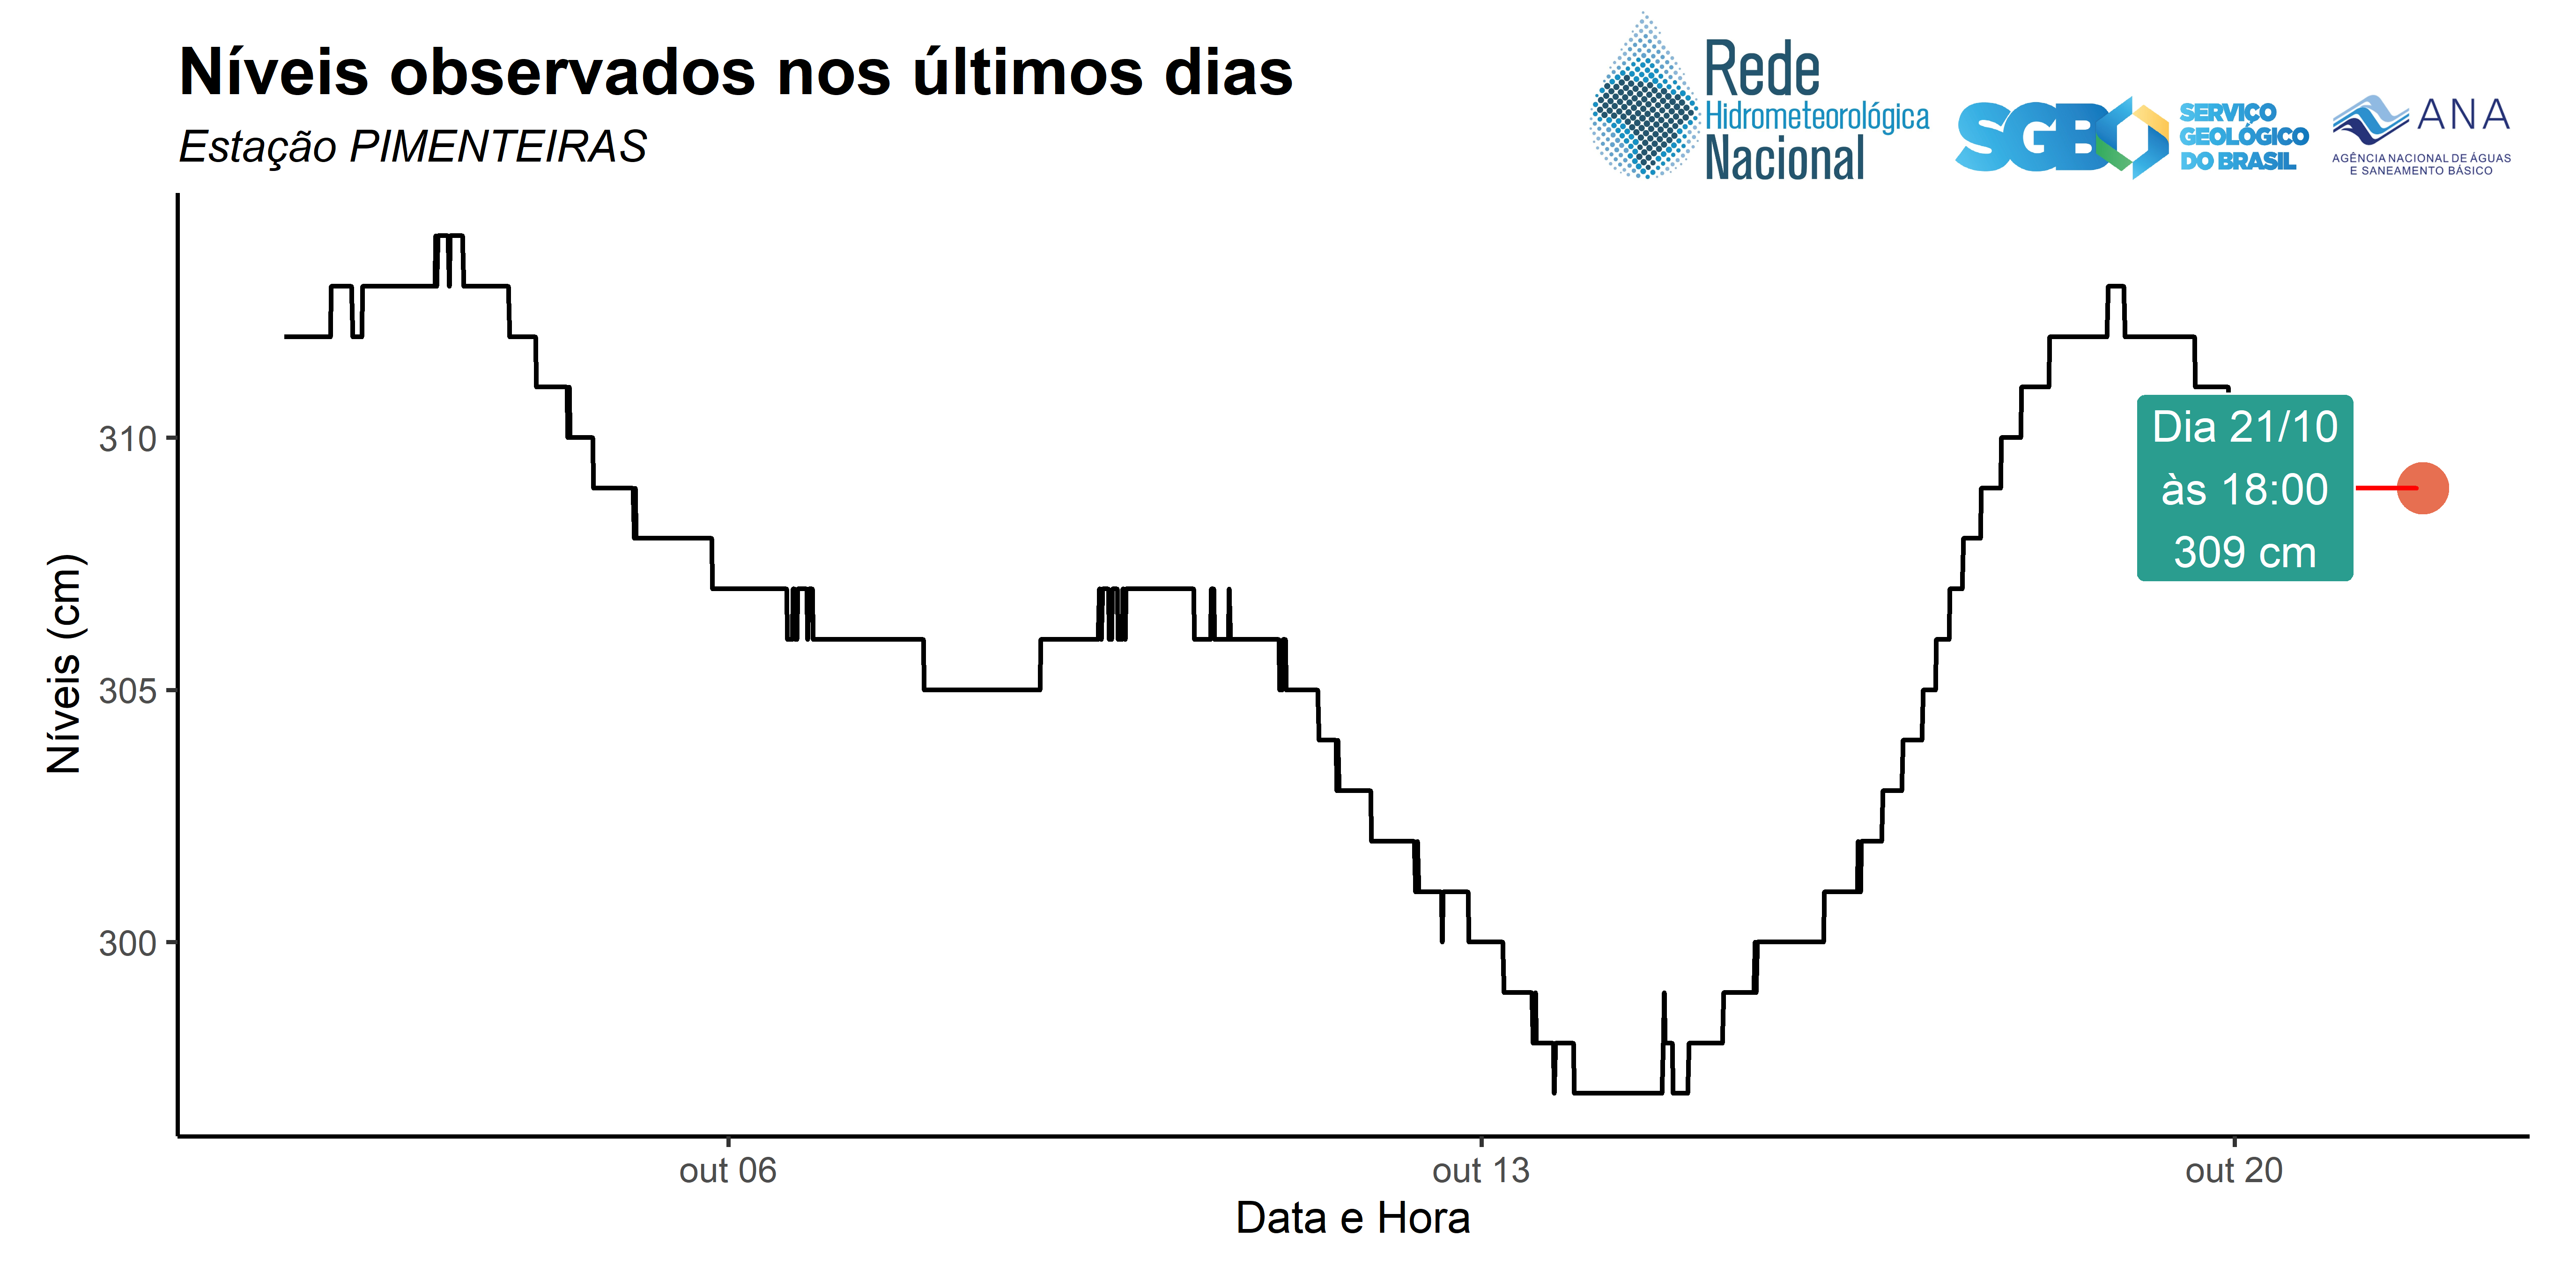 Níveis observados nos últimos dias
Estação PIMENTEIRAS
Rede
Hidrometeorológica
Nacional
SGB
SERVIÇO
GEOLÓGICO
DO BRASIL
ANA
AGÊNCIA NACIONAL DE ÁGUAS
E SANEAMENTO BÁSICO
Níveis (cm)
310
305
300
Dia 21/10
às 18:00
309 cm
out 06
out 13
out 20
Data e Hora